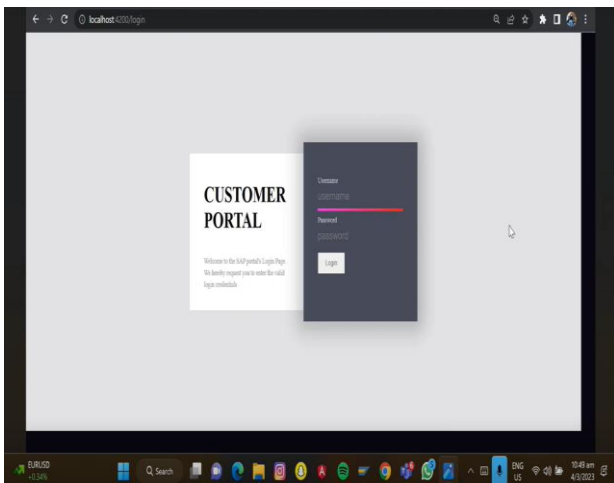 localhost:4200/login
CUSTOMER
PORTAL
Welcome to the SAP portal's Login Page
We hereby request you to enter the valid
login credentials
Username
username
Password
password
Login
EURUSD
+0.34%
Search
ENG
US
10:49 am
4/3/2023